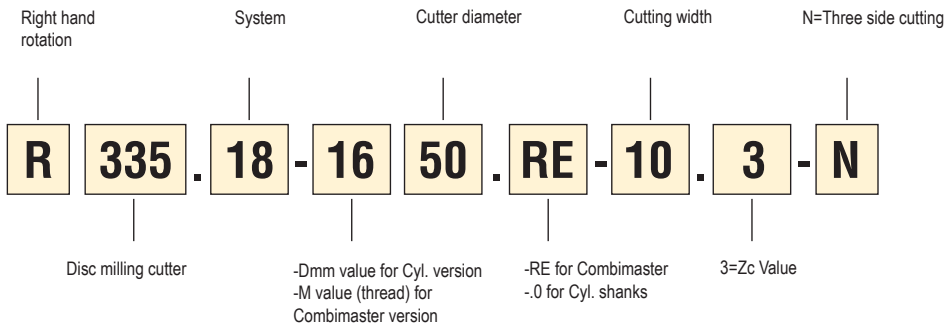 Right hand
rotation
System
Cutter diameter
Cutting width
N=Three side cutting
R 335 . 18 - 16 50 . RE - 10 . 3 - N
Disc milling cutter
-Dmm value for Cyl. version
-M value (thread) for
Combimaster version
-RE for Combimaster
-.0 for Cyl. shanks
3=Zc Value